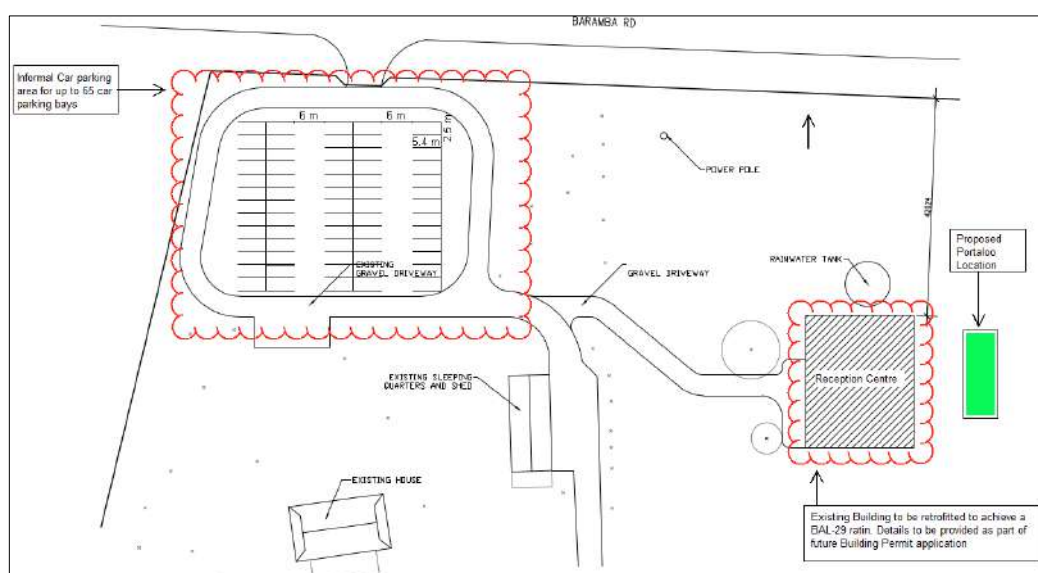 BARAMBA RD
Informal Car parking
area for up to 65 car
parking bays
6 m
6 m
2.5 m
5.4 m
POWER POLE
42024
Proposed
Portaloo
Location
RAINWATER TANK
EXISTING
GRAVEL DRIVEWAY
GRAVEL DRIVEWAY
EXISTING SLEEPING
QUARTERS AND SHED
Reception Centre
EXISTING HOUSE
Existing Building to be retrofitted to achieve a
BAL-29 ratin. Details to be provided as part of
future Building Permit application